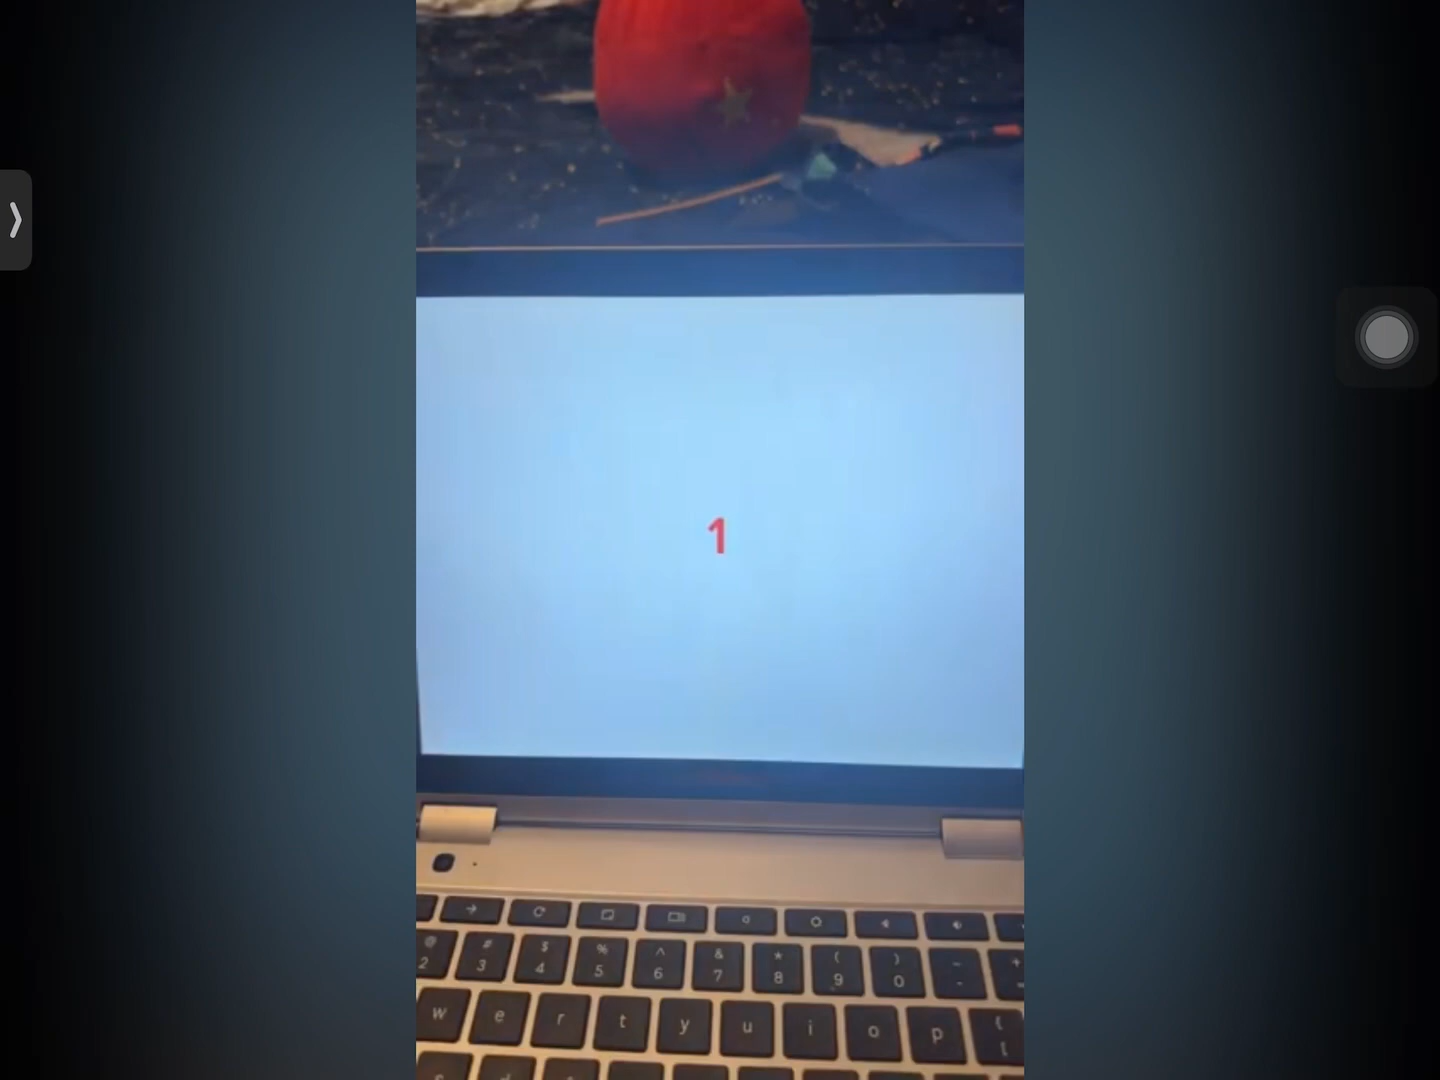 1
@ # $ % ^ & * ( ) _ +
2 3 4 5 6 7 8 9 0 -
w e r t y u i o p {
[